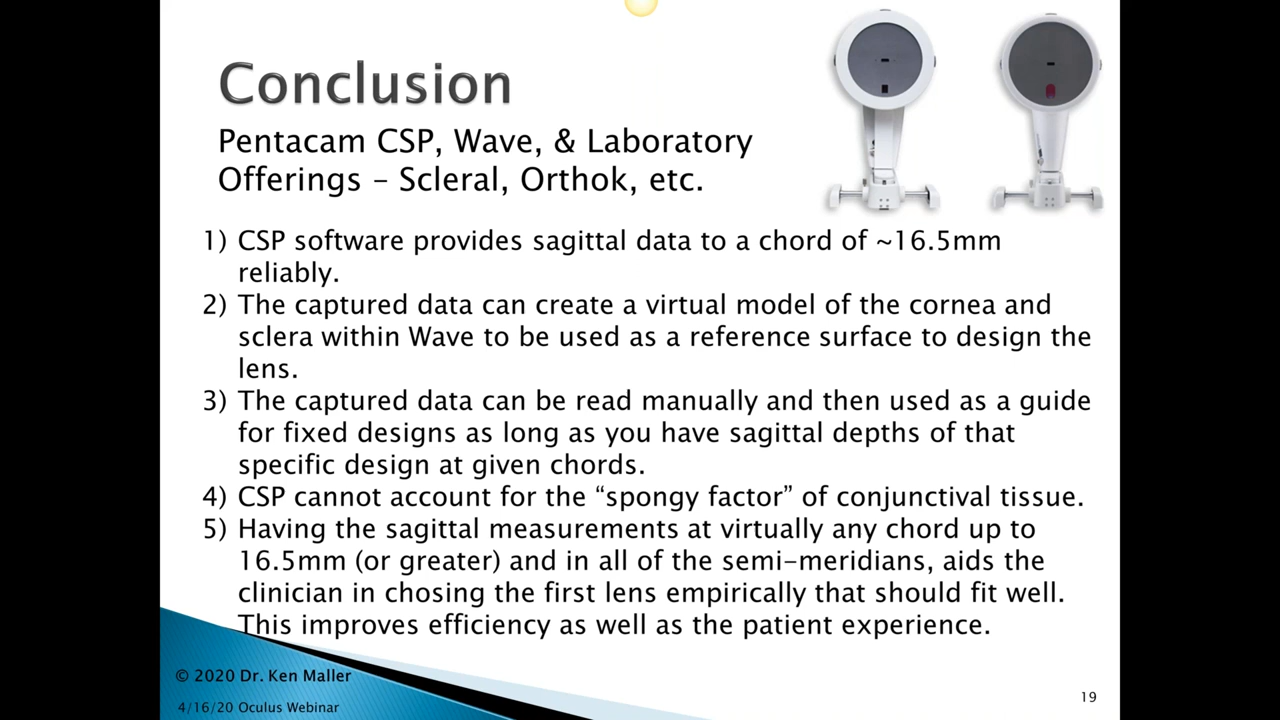 Conclusion
Pentacam CSP, Wave, & Laboratory
Offerings – Scleral, Orthok, etc.
1) CSP software provides sagittal data to a chord of ~16.5mm
reliably.
2) The captured data can create a virtual model of the cornea and
sclera within Wave to be used as a reference surface to design the
lens.
3) The captured data can be read manually and then used as a guide
for fixed designs as long as you have sagittal depths of that
specific design at given chords.
4) CSP cannot account for the “spongy factor” of conjunctival tissue.
5) Having the sagittal measurements at virtually any chord up to
16.5mm (or greater) and in all of the semi-meridians, aids the
clinician in chosing the first lens empirically that should fit well.
This improves efficiency as well as the patient experience.
© 2020 Dr. Ken Maller
4/16/20 Oculus Webinar
19